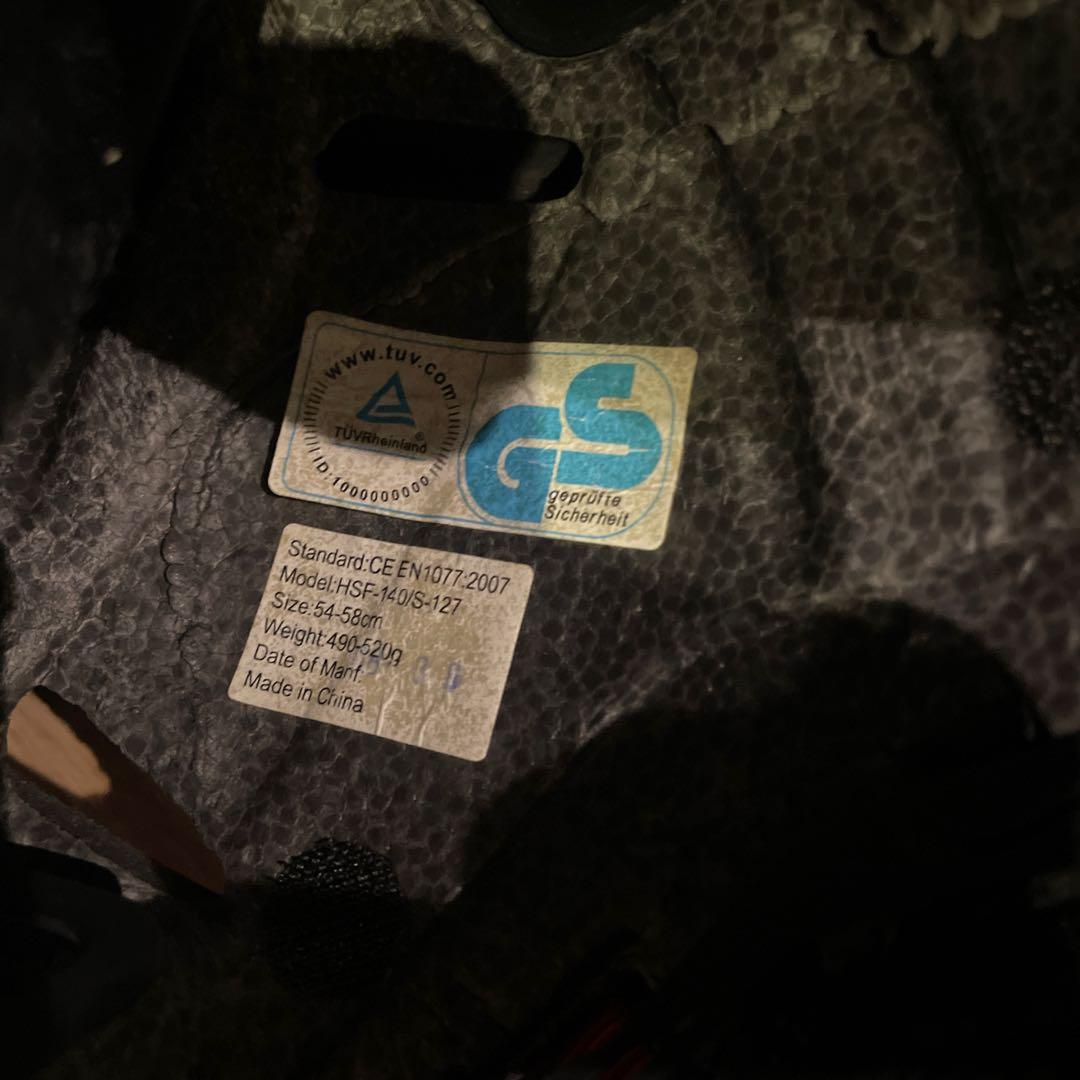 www.tuv.com
TÜVRheinland®
ID:1000000000
GS
geprüfte
Sicherheit
Standard:CE EN1077:2007
Model:HSF-140/S-127
Size:54-58cm
Weight:490-520g
Date of Manf:
Made in China